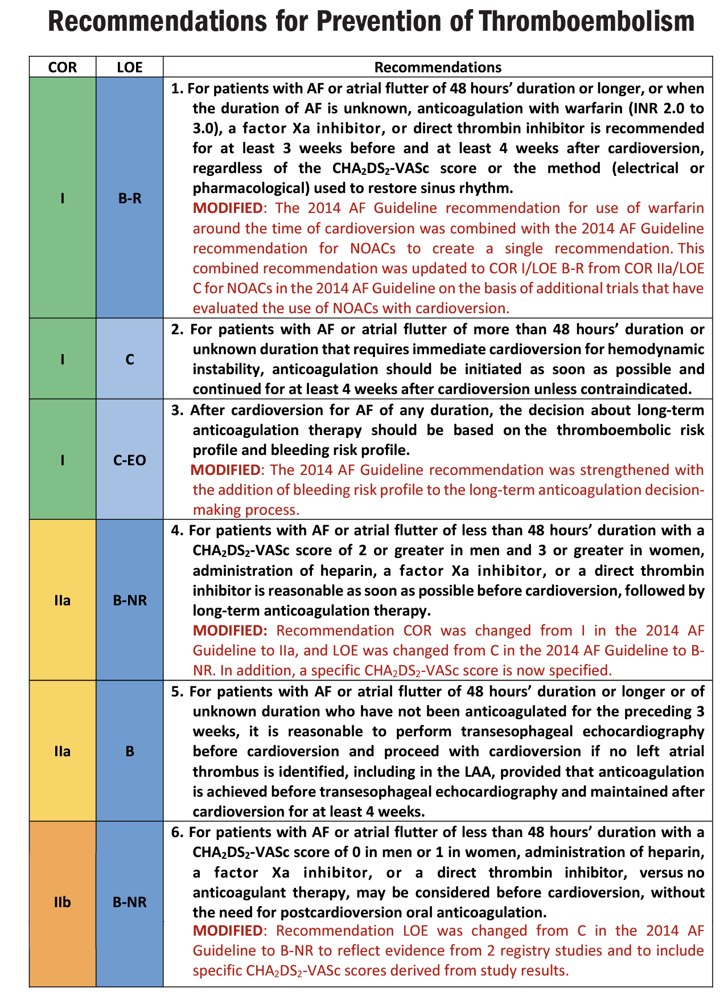 Recommendations for Prevention of Thromboembolism
COR LOE Recommendations
I B-R
1. For patients with AF or atrial flutter of 48 hours’ duration or longer, or when
the duration of AF is unknown, anticoagulation with warfarin (INR 2.0 to
3.0), a factor Xa inhibitor, or direct thrombin inhibitor is recommended
for at least 3 weeks before and at least 4 weeks after cardioversion,
regardless of the CHA₂DS₂-VASc score or the method (electrical or
pharmacological) used to restore sinus rhythm.
MODIFIED: The 2014 AF Guideline recommendation for use of warfarin
around the time of cardioversion was combined with the 2014 AF Guideline
recommendation for NOACs to create a single recommendation. This
combined recommendation was updated to COR I/LOE B-R from COR IIa/LOE
C for NOACs in the 2014 AF Guideline on the basis of additional trials that have
evaluated the use of NOACs with cardioversion.
I C
2. For patients with AF or atrial flutter of more than 48 hours’ duration or
unknown duration that requires immediate cardioversion for hemodynamic
instability, anticoagulation should be initiated as soon as possible and
continued for at least 4 weeks after cardioversion unless contraindicated.
I C-EO
3. After cardioversion for AF of any duration, the decision about long-term
anticoagulation therapy should be based on the thromboembolic risk
profile and bleeding risk profile.
MODIFIED: The 2014 AF Guideline recommendation was strengthened with
the addition of bleeding risk profile to the long-term anticoagulation decision-
making process.
IIa B-NR
4. For patients with AF or atrial flutter of less than 48 hours’ duration with a
CHA₂DS₂-VASc score of 2 or greater in men and 3 or greater in women,
administration of heparin, a factor Xa inhibitor, or a direct thrombin
inhibitor is reasonable as soon as possible before cardioversion, followed by
long-term anticoagulation therapy.
MODIFIED: Recommendation COR was changed from I in the 2014 AF
Guideline to IIa, and LOE was changed from C in the 2014 AF Guideline to B-
NR. In addition, a specific CHA₂DS₂-VASc score is now specified.
IIa B
5. For patients with AF or atrial flutter of 48 hours’ duration or longer or of
unknown duration who have not been anticoagulated for the preceding 3
weeks, it is reasonable to perform transesophageal echocardiography
before cardioversion and proceed with cardioversion if no left atrial
thrombus is identified, including in the LAA, provided that anticoagulation
is achieved before transesophageal echocardiography and maintained after
cardioversion for at least 4 weeks.
IIb B-NR
6. For patients with AF or atrial flutter of less than 48 hours’ duration with a
CHA₂DS₂-VASc score of 0 in men or 1 in women, administration of heparin,
a factor Xa inhibitor, or a direct thrombin inhibitor, versus no
anticoagulant therapy, may be considered before cardioversion, without
the need for postcardioversion oral anticoagulation.
MODIFIED: Recommendation LOE was changed from C in the 2014 AF
Guideline to B-NR to reflect evidence from 2 registry studies and to include
specific CHA₂DS₂-VASc scores derived from study results.